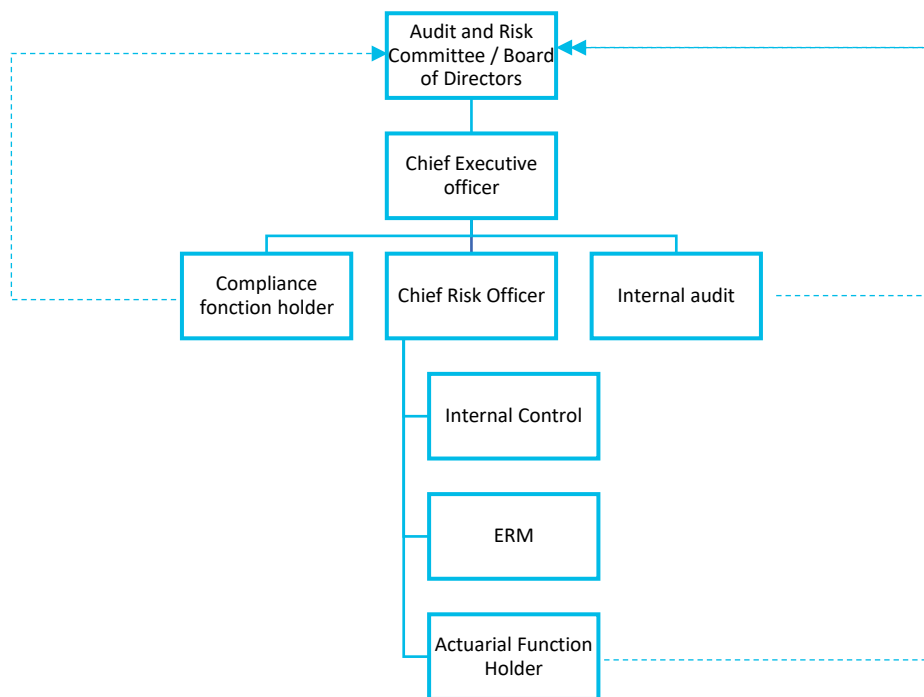 Audit and Risk
Committee / Board
of Directors
Chief Executive
officer
Compliance
fonction holder
Chief Risk Officer
Internal audit
Internal Control
ERM
Actuarial Function
Holder